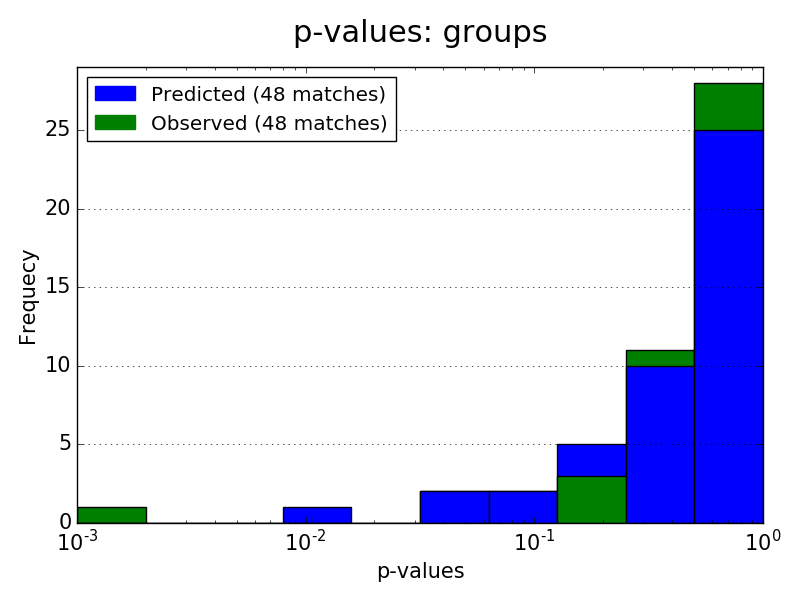 p-values: groups
Predicted (48 matches)
Observed (48 matches)
25
20
15
10
5
0
Frequecy
10^-3 10^-2 10^-1 10^0
p-values